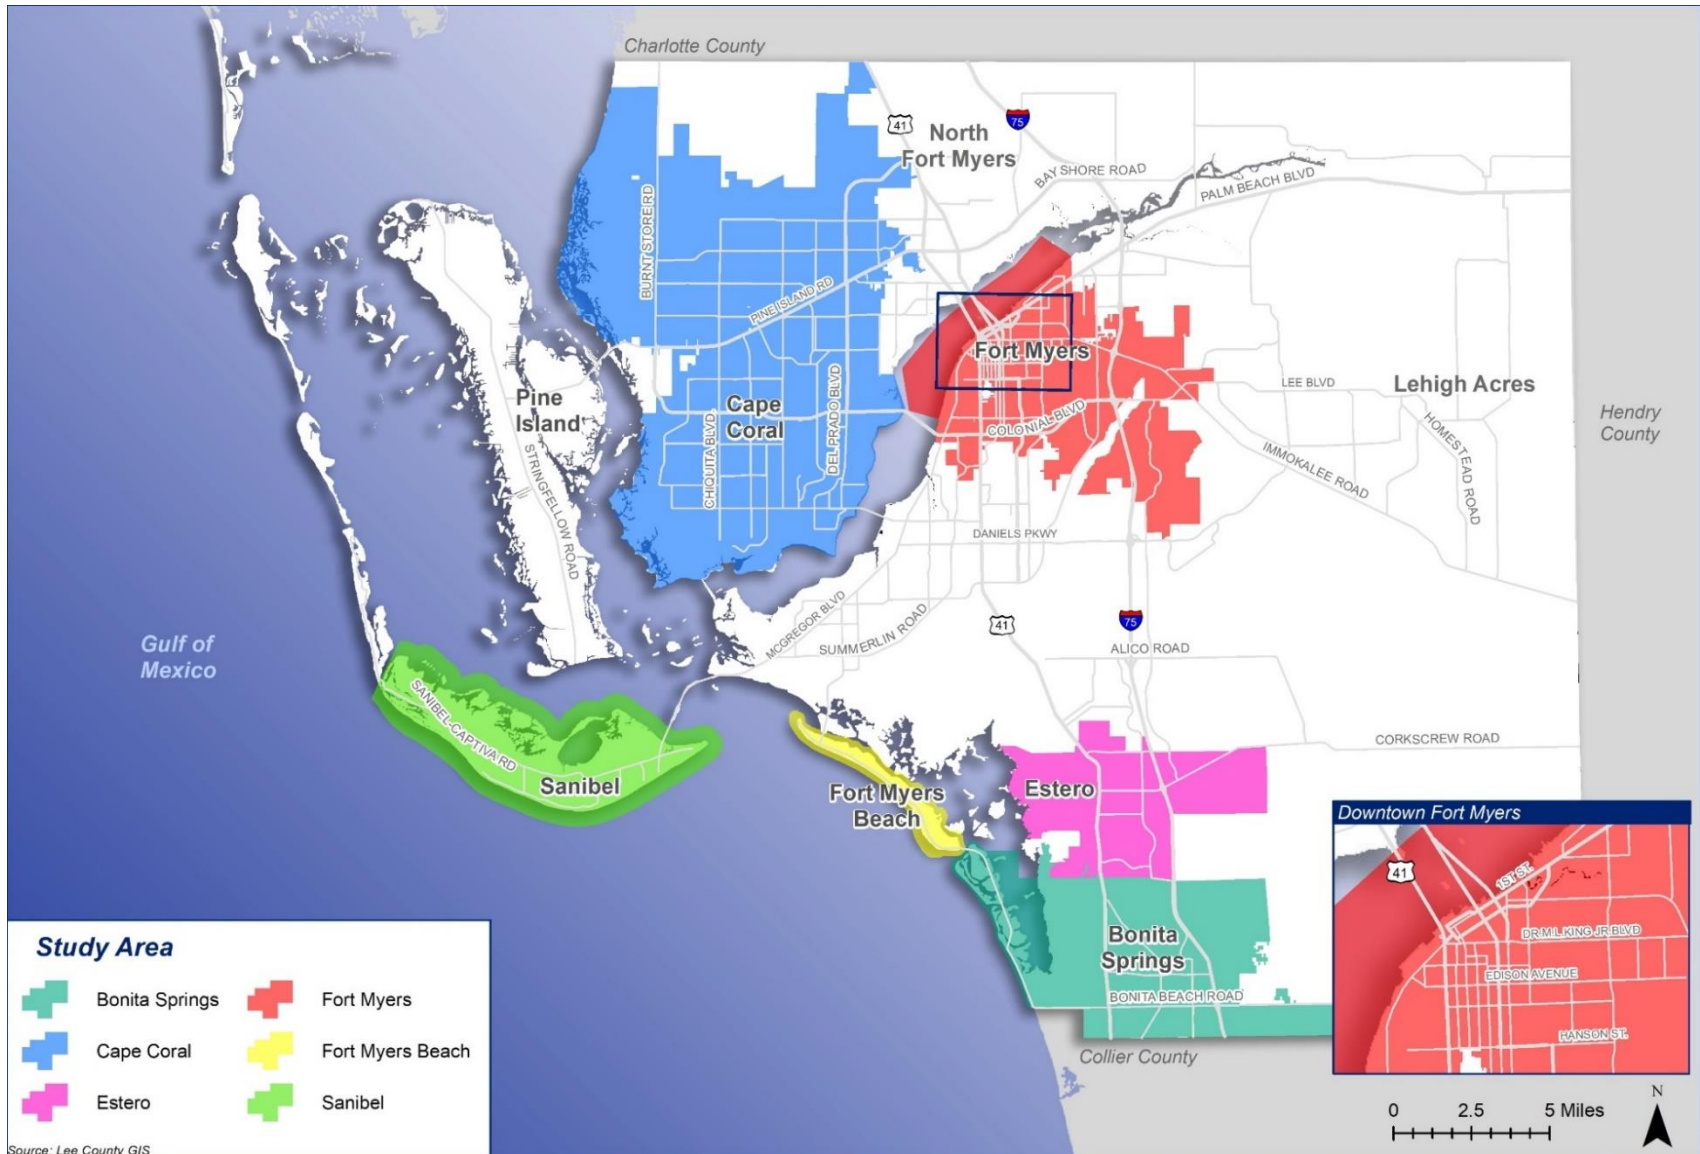 Charlotte County
41
75
North
Fort Myers
BAY SHORE ROAD
PALM BEACH BLVD
BURNT STORE RD
PINE ISLAND RD
Fort Myers
LEE BLVD
Lehigh Acres
Hendry
County
Pine
Island
Cape
Coral
CHIQUITA BLVD.
DEL PRADO BLVD
COLONIAL BLVD
HOMESTEAD ROAD
IMMOKALEE ROAD
STRINGFELLOW ROAD
DANIELS PKWY
MCGREGOR BLVD
SUMMERLIN ROAD
41
75
ALICO ROAD
Gulf of
Mexico
SANIBEL-CAPTIVA RD
Sanibel
CORKSCREW ROAD
Fort Myers
Beach
Estero
Bonita
Springs
BONITA BEACH ROAD
Collier County
Downtown Fort Myers
41
1ST ST.
DR.M.L.KING JR.BLVD
EDISON AVENUE
HANSON ST.
Study Area
Bonita Springs
Fort Myers
Cape Coral
Fort Myers Beach
Estero
Sanibel
Source: Lee County GIS
0 2.5 5 Miles
N